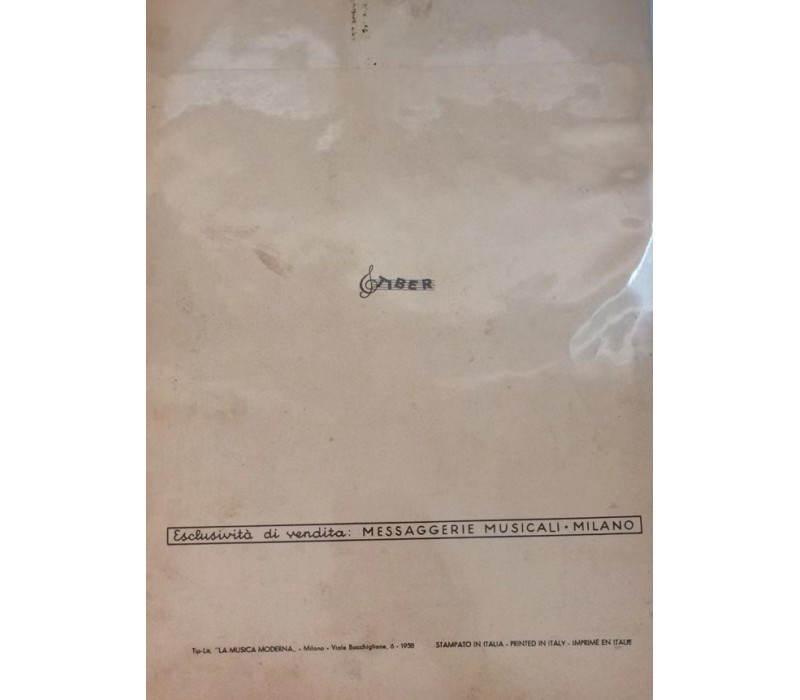 TIBER
Esclusività di vendita: MESSAGGERIE MUSICALI • MILANO
Tip-Lit. "LA MUSICA MODERNA„ - Milano - Viale Bacchiglione, 6 - 1958 STAMPATO IN ITALIA - PRINTED IN ITALY - IMPRIMÉ EN ITALIE